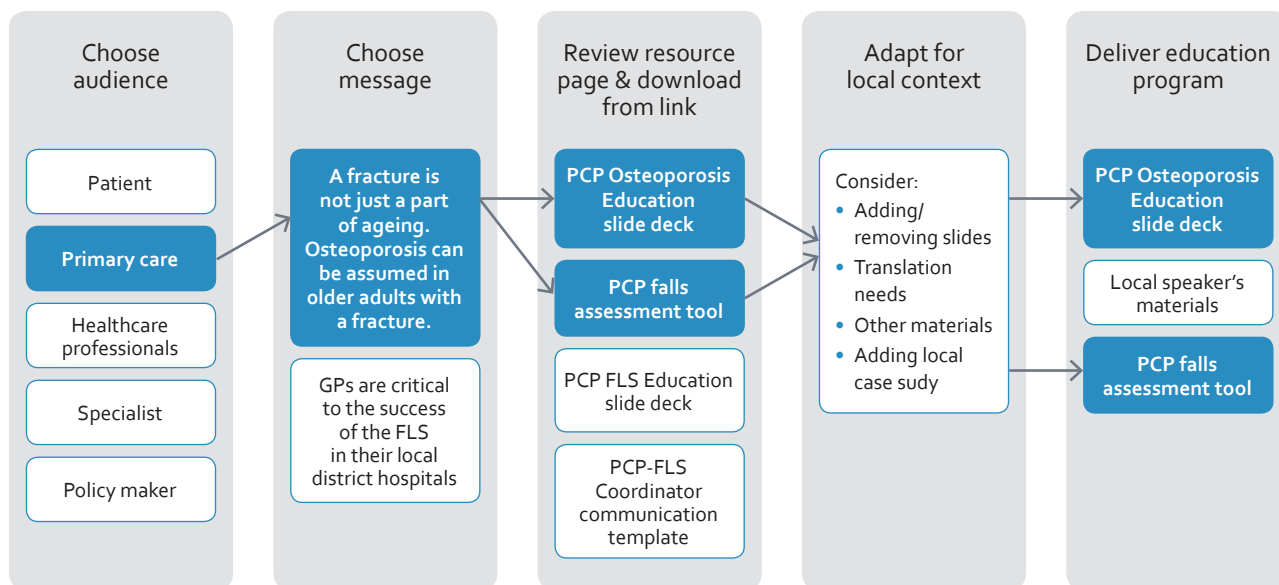 Choose
audience
Patient
Primary care
Healthcare
professionals
Specialist
Policy maker
Choose
message
A fracture is
not just a part
of ageing.
Osteoporosis can
be assumed in
older adults with
a fracture.
GPs are critical
to the success
of the FLS
in their local
district hospitals
Review resource
page & download
from link
PCP Osteoporosis
Education
slide deck
PCP falls
assessment tool
PCP FLS Education
slide deck
PCP-FLS
Coordinator
communication
template
Adapt for
local context
Consider:
• Adding/
removing slides
• Translation
needs
• Other materials
• Adding local
case sudy
Deliver education
program
PCP Osteoporosis
Education
slide deck
Local speaker's
materials
PCP falls
assessment tool